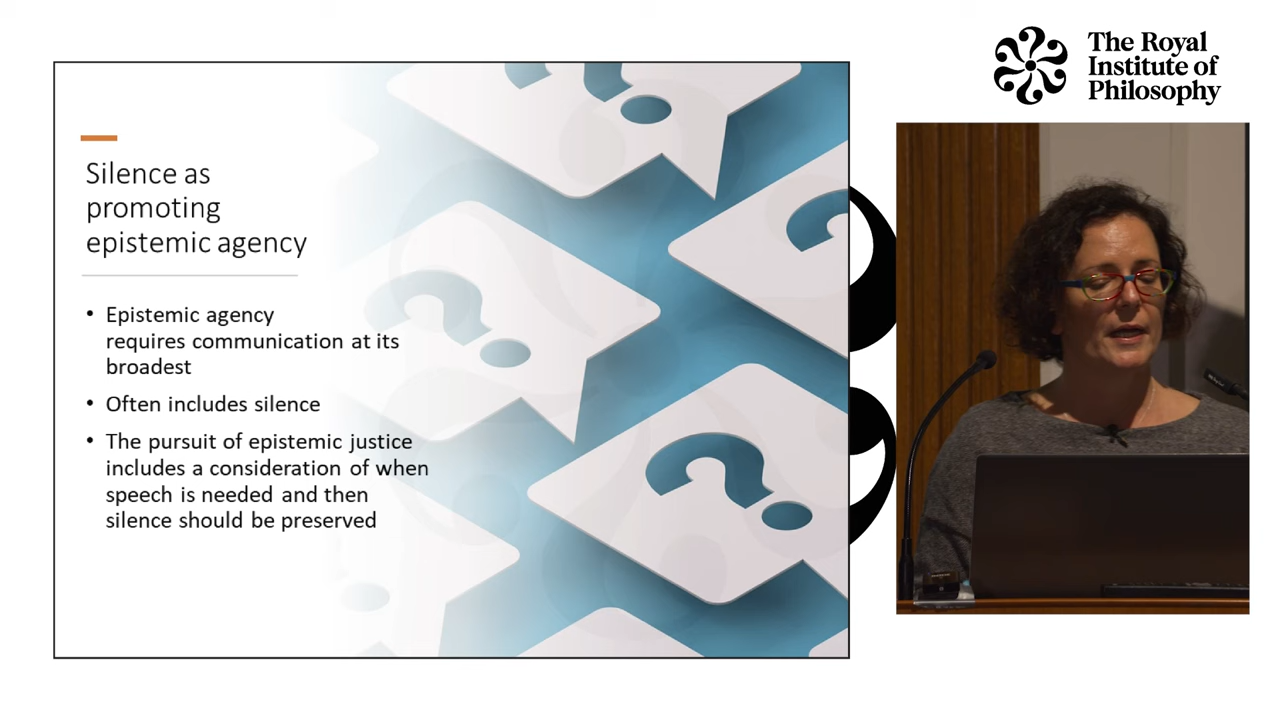 The Royal
Institute of
Philosophy
Silence as
promoting
epistemic agency
• Epistemic agency
requires communication at its
broadest
• Often includes silence
• The pursuit of epistemic justice
includes a consideration of when
speech is needed and then
silence should be preserved